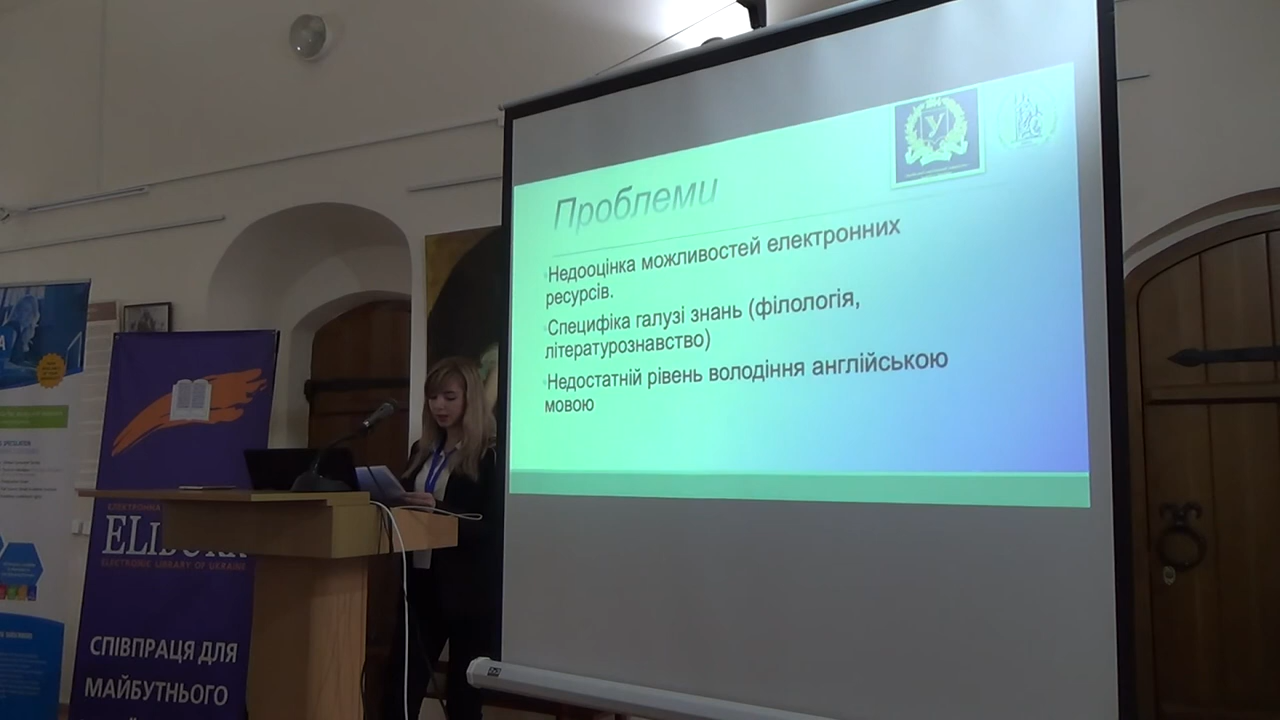 Проблеми
Недооцінка можливостей електронних
ресурсів.
Специфіка галузі знань (філологія,
літературознавство)
Недостатній рівень володіння англійською
мовою
У
ЕЛЕКТРОННА
ELECTRONIC LIBRARY OF UKRAINE
СПІВПРАЦЯ ДЛЯ
МАЙБУТНЬОГО